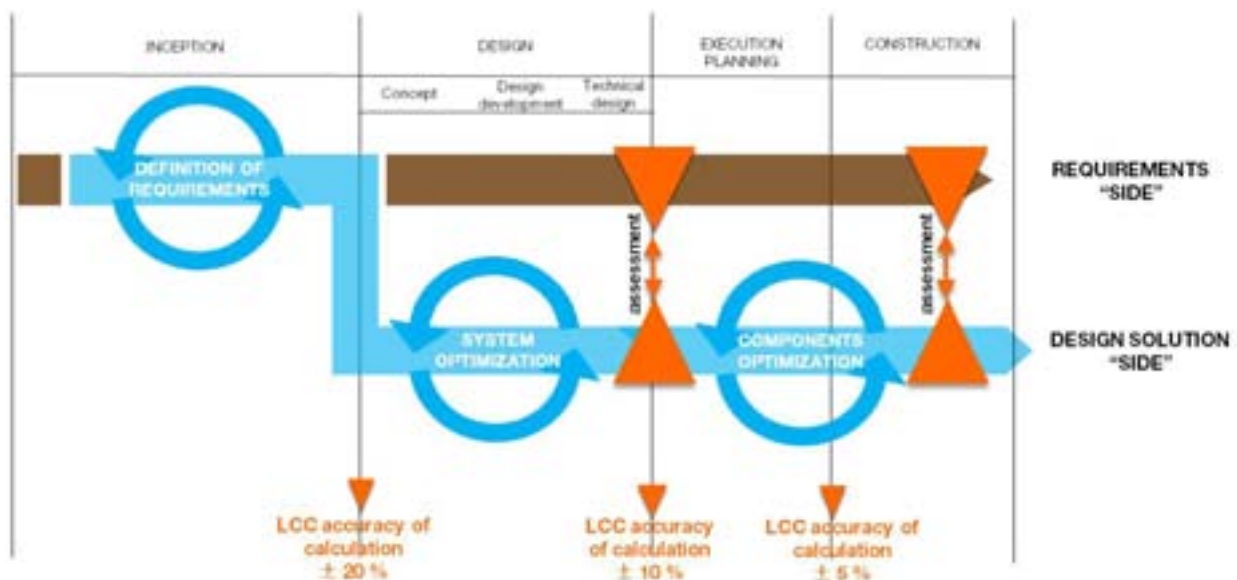 INCEPTION
DESIGN
EXECUTION
PLANNING
CONSTRUCTION
Concept
Design
development
Technical
design
DEFINITION OF
REQUIREMENTS
REQUIREMENTS
“SIDE”
assessment
assessment
SYSTEM
OPTIMIZATION
COMPONENTS
OPTIMIZATION
DESIGN SOLUTION
“SIDE”
LCC accuracy of
calculation
± 20 %
LCC accuracy
of calculation
± 10 %
LCC accuracy of
calculation
± 5 %